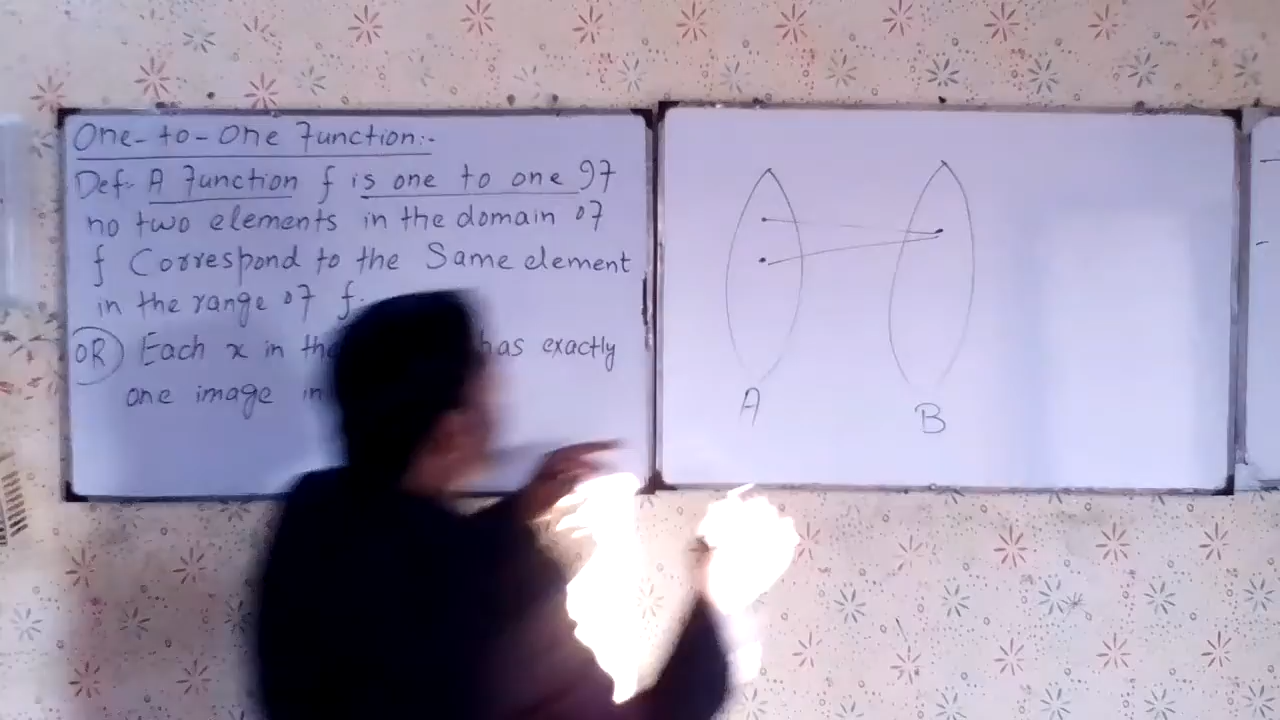 One-to-One Function:-
Def- A Function f is one to one If
no two elements in the domain of
f Correspond to the Same element
in the range of f.
OR Each x in the has exactly
one image in
A
B